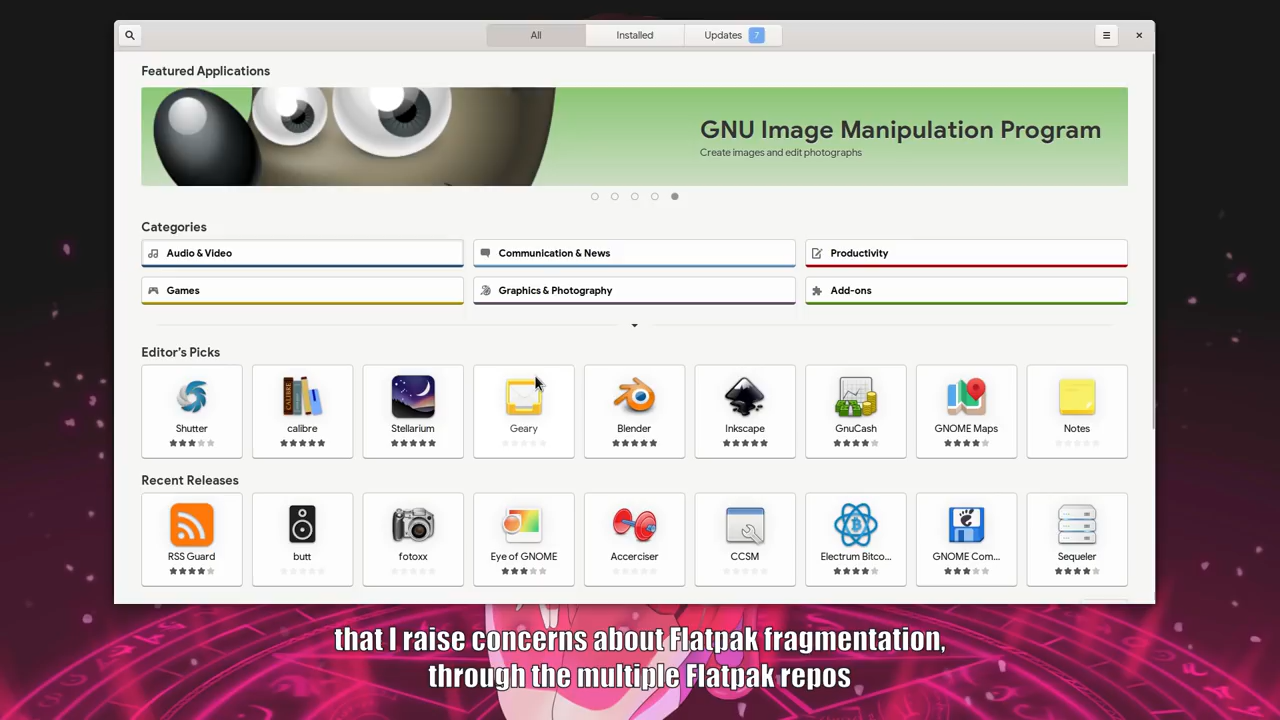 All
Installed
Updates 7
Featured Applications
GNU Image Manipulation Program
Create images and edit photographs
Categories
Audio & Video
Communication & News
Productivity
Games
Graphics & Photography
Add-ons
Editor's Picks
CALIBRE
Shutter
calibre
Stellarium
Geary
Blender
Inkscape
GnuCash
GNOME Maps
Notes
Recent Releases
RSS Guard
butt
fotoxx
Eye of GNOME
Accerciser
CCSM
Electrum Bitco...
GNOME Com...
Sequeler
that I raise concerns about Flatpak fragmentation,
through the multiple Flatpak repos